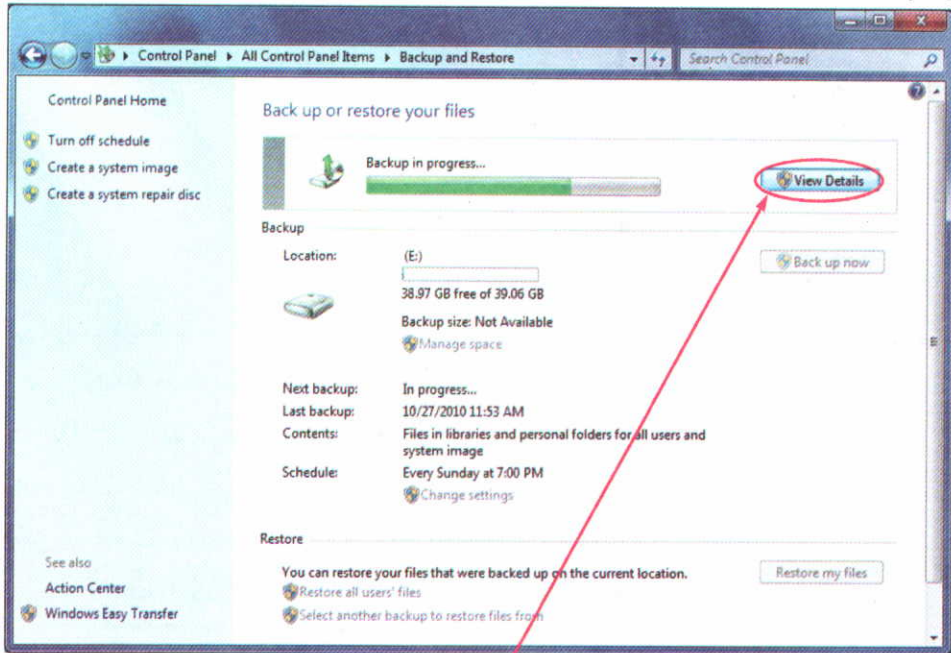 Control Panel ▸ All Control Panel Items ▸ Backup and Restore
Search Control Panel
Control Panel Home
Turn off schedule
Create a system image
Create a system repair disc
Back up or restore your files
Backup in progress...
View Details
Backup
Location:
(E:)
38.97 GB free of 39.06 GB
Backup size: Not Available
Manage space
Back up now
Next backup: In progress...
Last backup: 10/27/2010 11:53 AM
Contents: Files in libraries and personal folders for all users and
system image
Schedule: Every Sunday at 7:00 PM
Change settings
Restore
You can restore your files that were backed up on the current location.
Restore my files
Restore all users' files
Select another backup to restore files from
See also
Action Center
Windows Easy Transfer